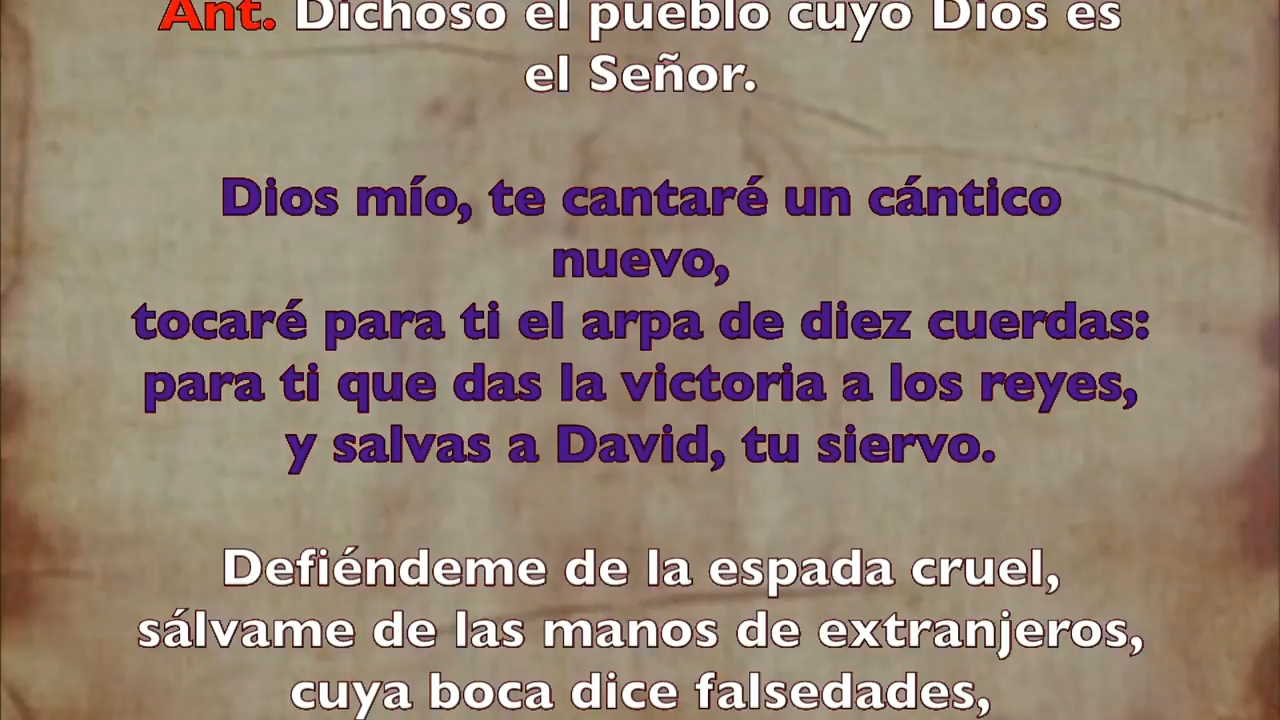 Ant. Dichoso el pueblo cuyo Dios es
el Señor.
Dios mío, te cantaré un cántico
nuevo,
tocaré para ti el arpa de diez cuerdas:
para ti que das la victoria a los reyes,
y salvas a David, tu siervo.
Defiéndeme de la espada cruel,
sálvame de las manos de extranjeros,
cuya boca dice falsedades,